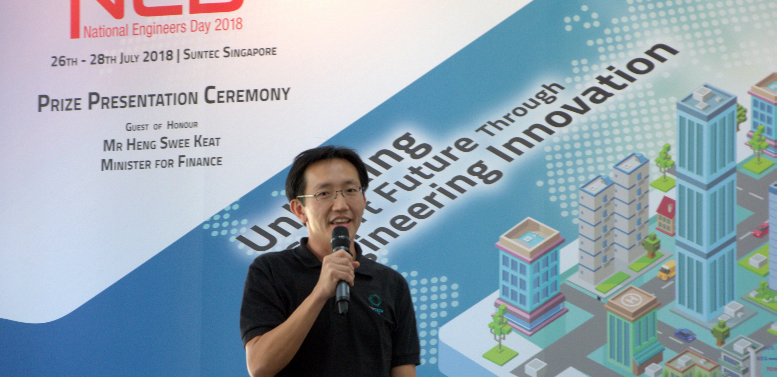 NED
National Engineers Day 2018
26th - 28th July 2018 | Suntec Singapore
Prize Presentation Ceremony
Guest of Honour
Mr Heng Swee Keat
Minister for Finance
Future Through
Innovation